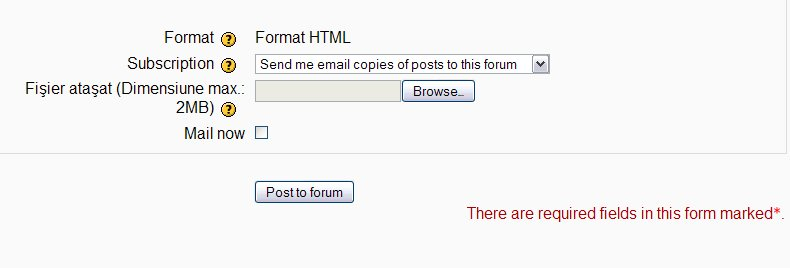 Format ? Format HTML
Subscription ? Send me email copies of posts to this forum
Fişier ataşat (Dimensiune max.:
2MB) ? Browse...
Mail now
Post to forum
There are required fields in this form marked*.